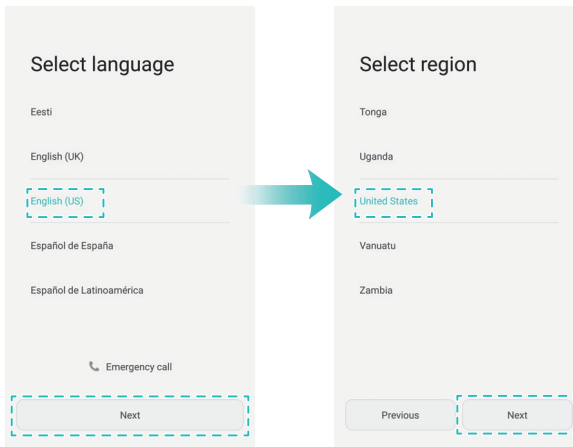 Select language
Eesti
English (UK)
English (US)
Español de España
Español de Latinoamérica
Emergency call
Next
Select region
Tonga
Uganda
United States
Vanuatu
Zambia
Previous
Next